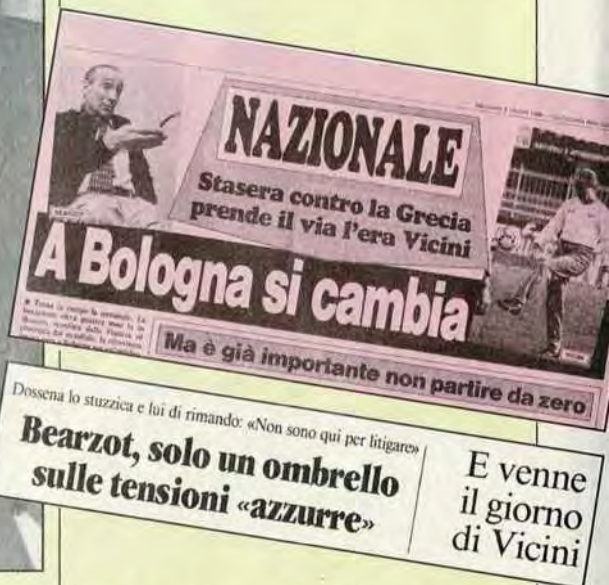 NAZIONALE
Stasera contro la Grecia
prende il via l'era Vicini
BEARZOT
A Bologna si cambia
VICINI
Ma è già importante non partire da zero
Dossena lo stuzzica e lui di rimando: «Non sono qui per litigare»
Bearzot, solo un ombrello
sulle tensioni «azzurre»
E venne
il giorno
di Vicini